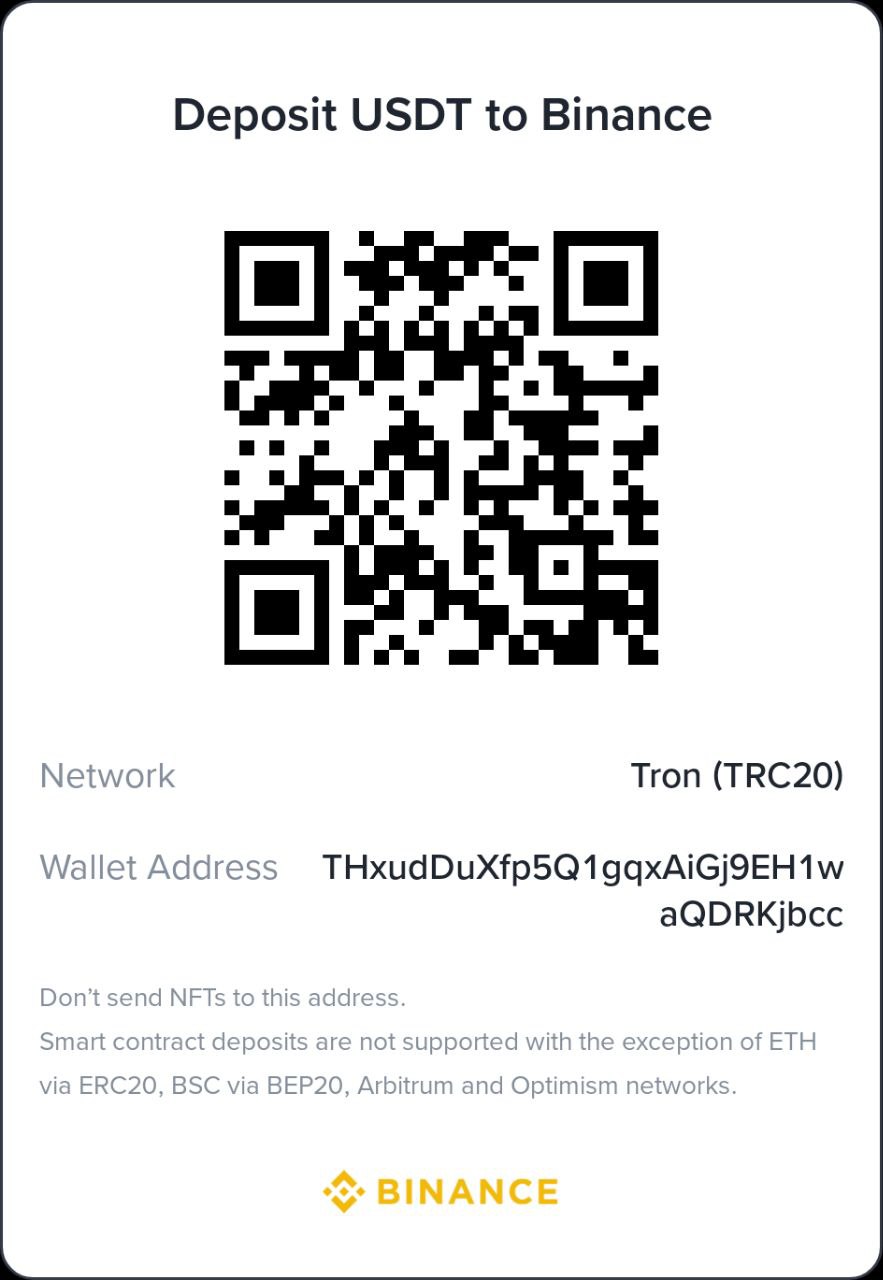 Deposit USDT to Binance
Network
Tron (TRC20)
Wallet Address
THxudDuXfp5Q1gqxAiGj9EH1w
aQDRKjbcc
Don’t send NFTs to this address.
Smart contract deposits are not supported with the exception of ETH
via ERC20, BSC via BEP20, Arbitrum and Optimism networks.
BINANCE